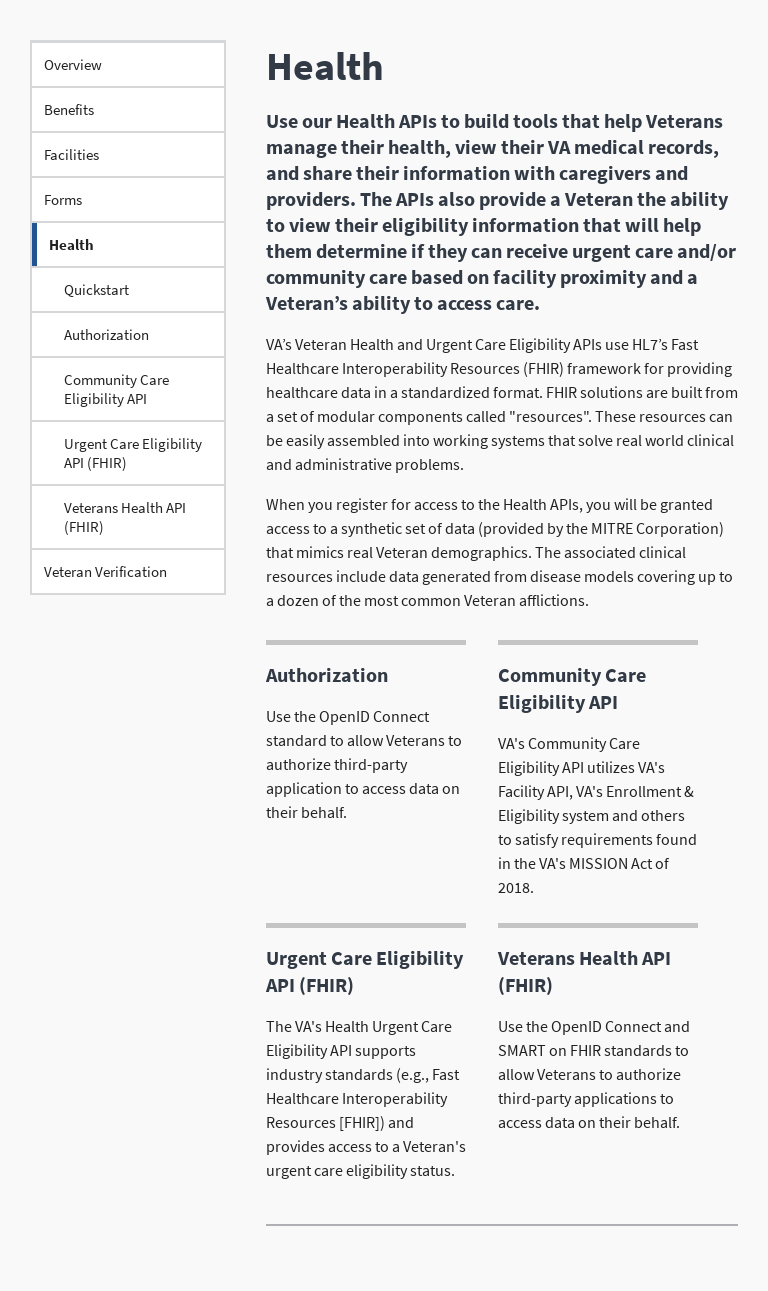 Overview
Benefits
Facilities
Forms
Health
Quickstart
Authorization
Community Care
Eligibility API
Urgent Care Eligibility
API (FHIR)
Veterans Health API
(FHIR)
Veteran Verification
Health
Use our Health APIs to build tools that help Veterans
manage their health, view their VA medical records,
and share their information with caregivers and
providers. The APIs also provide a Veteran the ability
to view their eligibility information that will help
them determine if they can receive urgent care and/or
community care based on facility proximity and a
Veteran’s ability to access care.
VA’s Veteran Health and Urgent Care Eligibility APIs use HL7’s Fast
Healthcare Interoperability Resources (FHIR) framework for providing
healthcare data in a standardized format. FHIR solutions are built from
a set of modular components called "resources". These resources can
be easily assembled into working systems that solve real world clinical
and administrative problems.
When you register for access to the Health APIs, you will be granted
access to a synthetic set of data (provided by the MITRE Corporation)
that mimics real Veteran demographics. The associated clinical
resources include data generated from disease models covering up to
a dozen of the most common Veteran afflictions.
Authorization
Use the OpenID Connect
standard to allow Veterans to
authorize third-party
application to access data on
their behalf.
Community Care
Eligibility API
VA's Community Care
Eligibility API utilizes VA's
Facility API, VA's Enrollment &
Eligibility system and others
to satisfy requirements found
in the VA's MISSION Act of
2018.
Urgent Care Eligibility
API (FHIR)
The VA's Health Urgent Care
Eligibility API supports
industry standards (e.g., Fast
Healthcare Interoperability
Resources [FHIR]) and
provides access to a Veteran's
urgent care eligibility status.
Veterans Health API
(FHIR)
Use the OpenID Connect and
SMART on FHIR standards to
allow Veterans to authorize
third-party applications to
access data on their behalf.